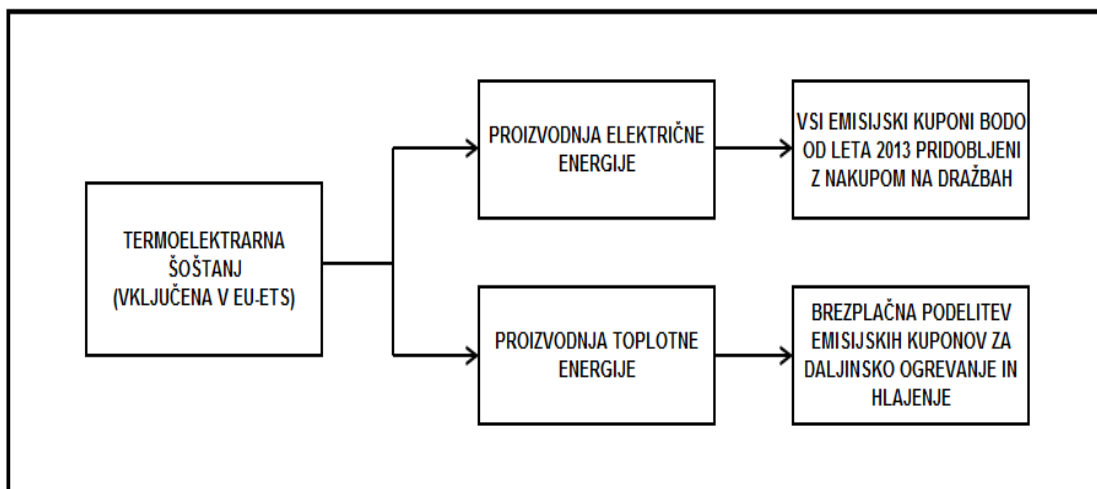 TERMOELEKTRARNA
ŠOŠTANJ
(VKLJUČENA V EU-ETS)
PROIZVODNJA ELEKTRIČNE
ENERGIJE
VSI EMISIJSKI KUPONI BODO
OD LETA 2013 PRIDOBLJENI
Z NAKUPOM NA DRAŽBAH
PROIZVODNJA TOPLOTNE
ENERGIJE
BREZPLAČNA PODELITEV
EMISIJSKIH KUPONOV ZA
DALJINSKO OGREVANJE IN
HLAJENJE